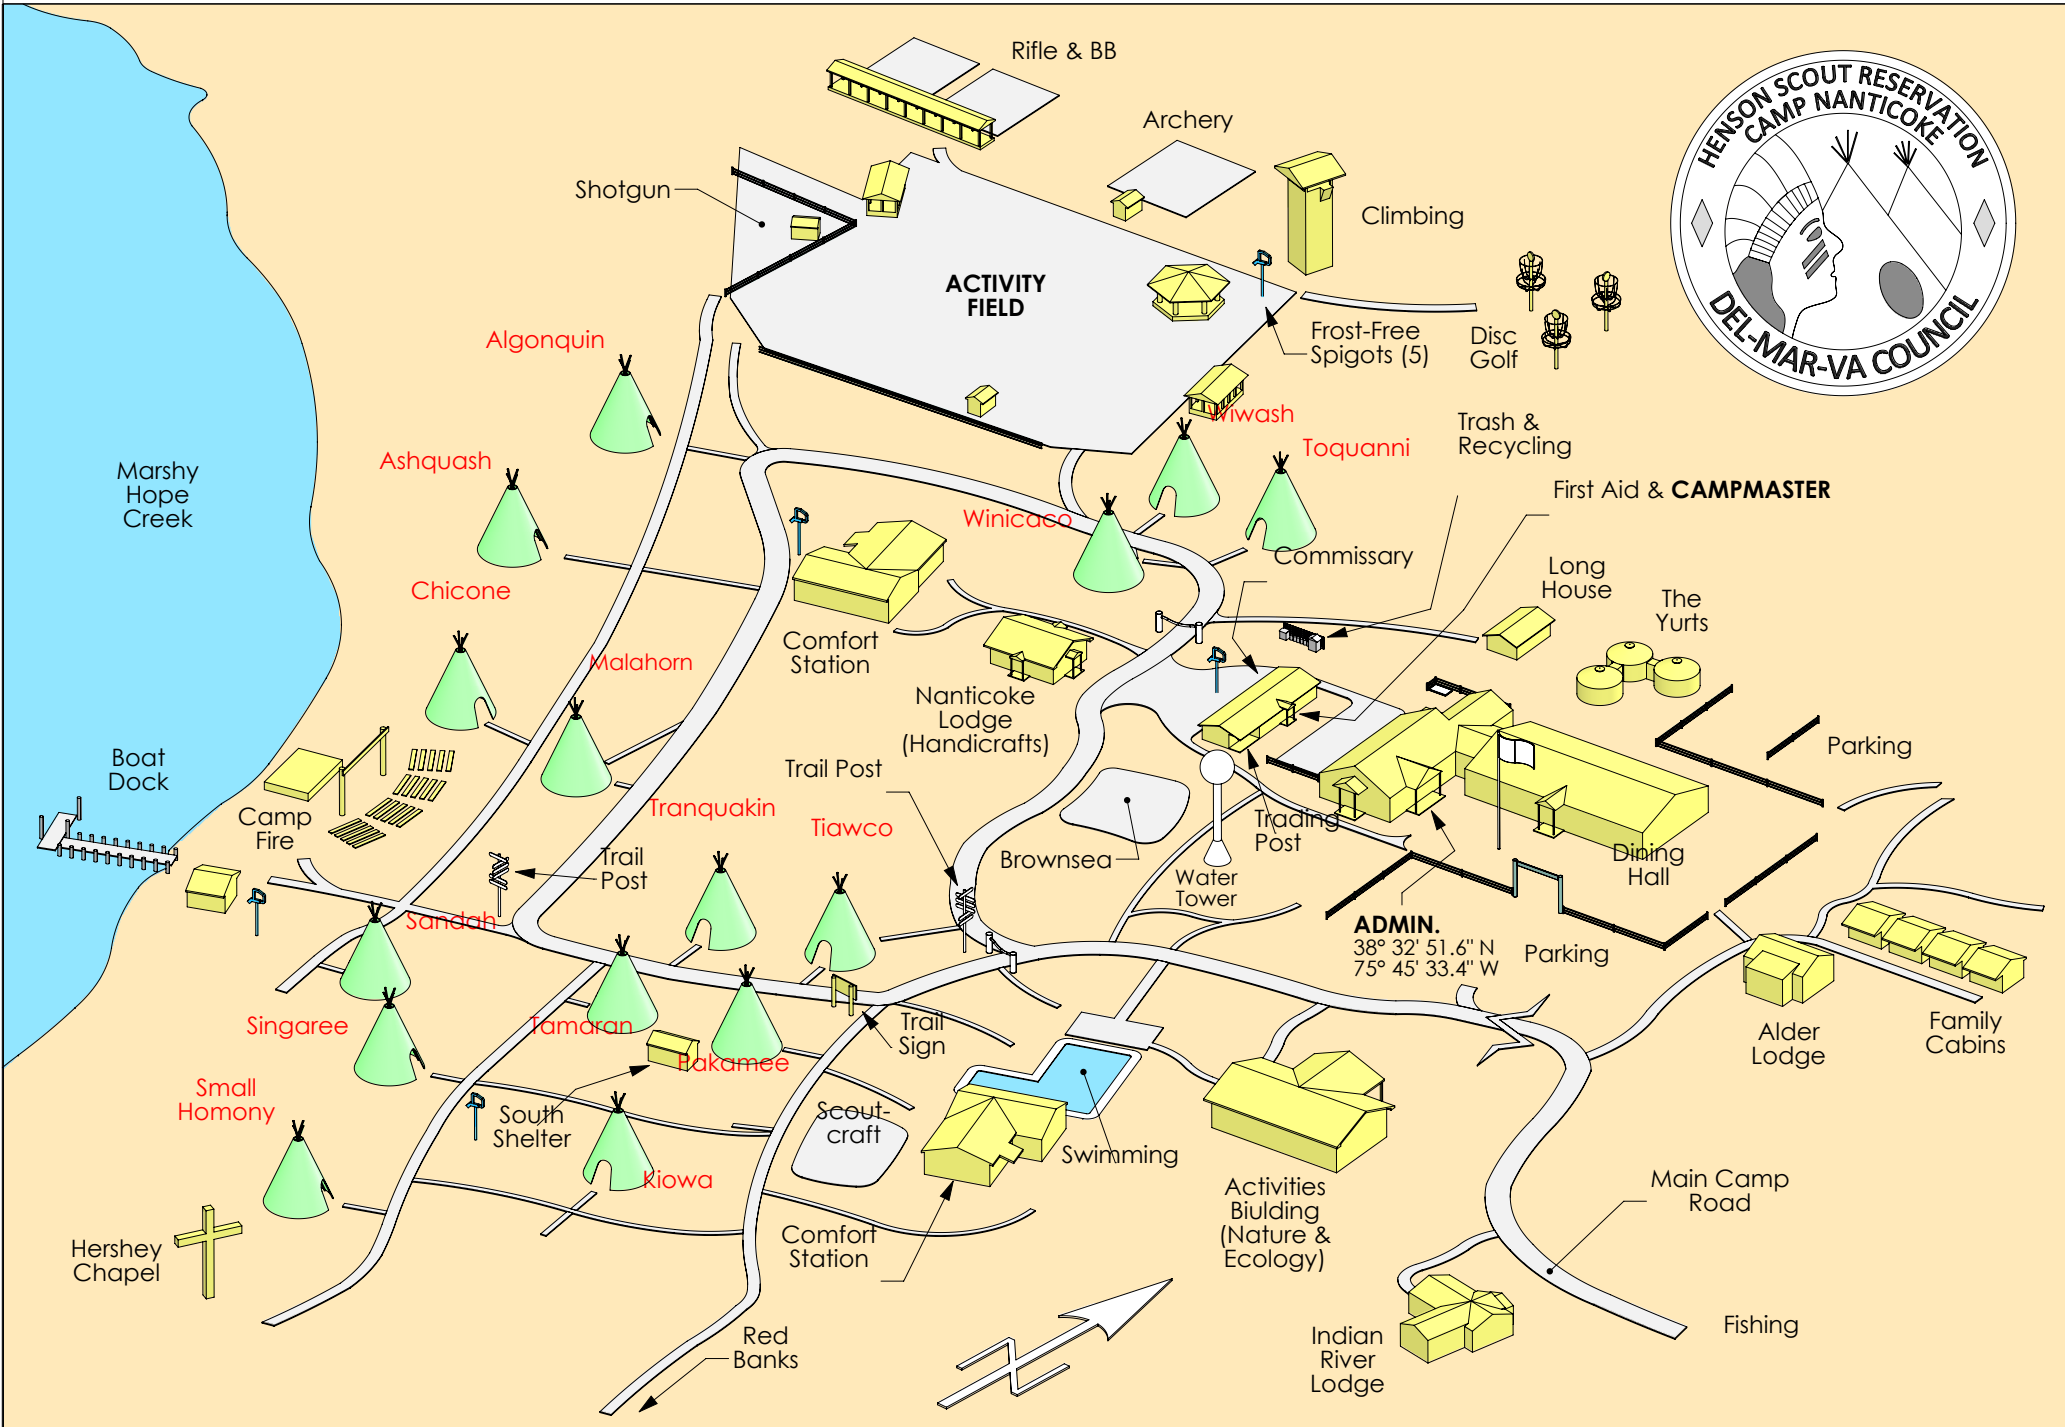 Rifle & BB
HENSON SCOUT RESERVATION
CAMP NANTICOKE
DEL-MAR-VA COUNCIL
Archery
Shotgun
Climbing
ACTIVITY
FIELD
Frost-Free
Spigots (5)
Disc
Golf
Algonquin
Wiwash
Trash &
Recycling
Toquanni
Ashquash
Marshy
Hope
Creek
First Aid & CAMPMASTER
Winicaco
Commissary
Long
House
Chicone
The
Yurts
Comfort
Station
Malahorn
Nanticoke
Lodge
(Handicrafts)
Parking
Boat
Dock
Trail Post
Camp
Fire
Tranquakin
Tiawco
Trading
Post
Trail
Post
Brownsea
Water
Tower
Dining
Hall
Sandah
ADMIN.
38° 32' 51.6" N
75° 45' 33.4" W
Parking
Singaree
Tamaran
Trail
Sign
Alder
Lodge
Family
Cabins
Pakamee
Small
Homony
South
Shelter
Scout-
craft
Swimming
Kiowa
Activities
Biulding
(Nature &
Ecology)
Main Camp
Road
Hershey
Chapel
Comfort
Station
Red
Banks
Indian
River
Lodge
Fishing
N